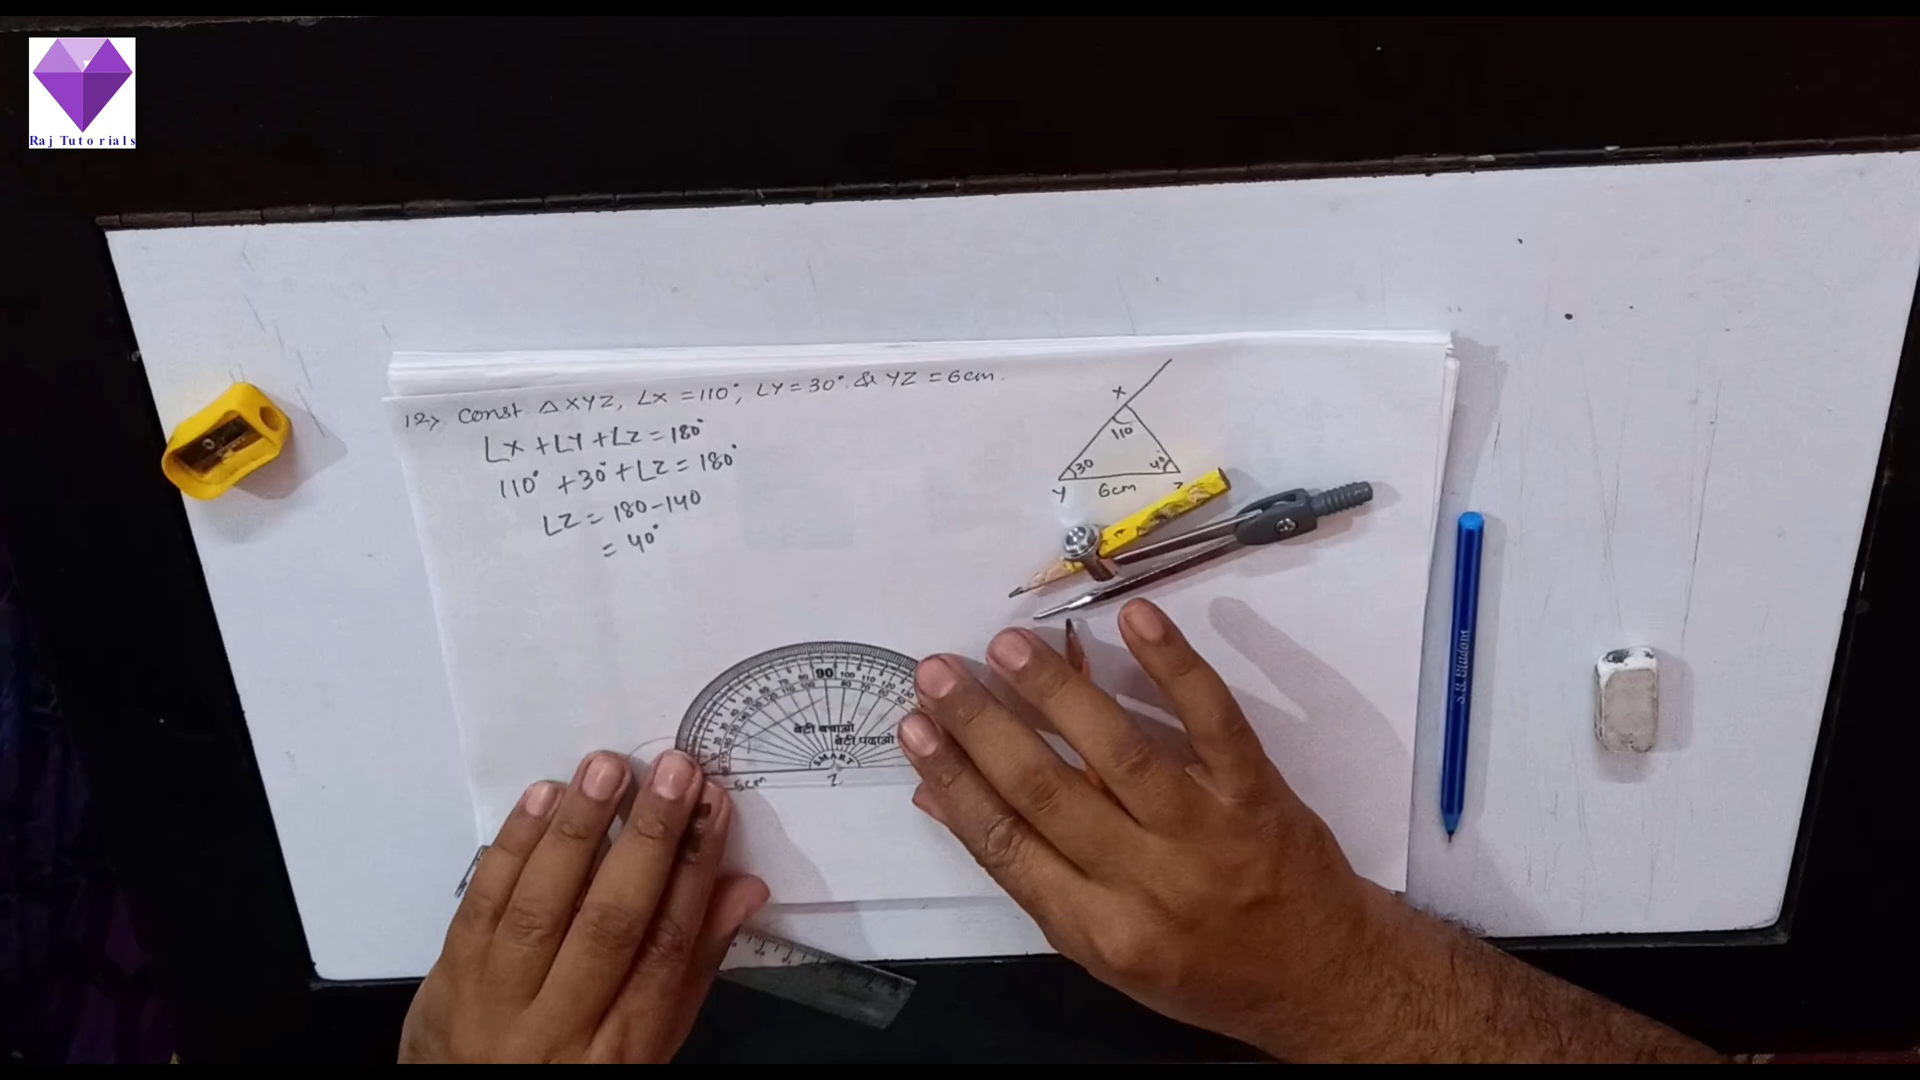 Raj Tutorials
12) Const. △XYZ, ∠X = 110°, ∠Y = 30° & YZ = 6cm.
∠X + ∠Y + ∠Z = 180°
110° + 30° + ∠Z = 180°
∠Z = 180 - 140
= 40°
X
110
30
40°
Y
6cm
90
बेटी बचाओ
बेटी पढाओ
SMART
6cm
Z